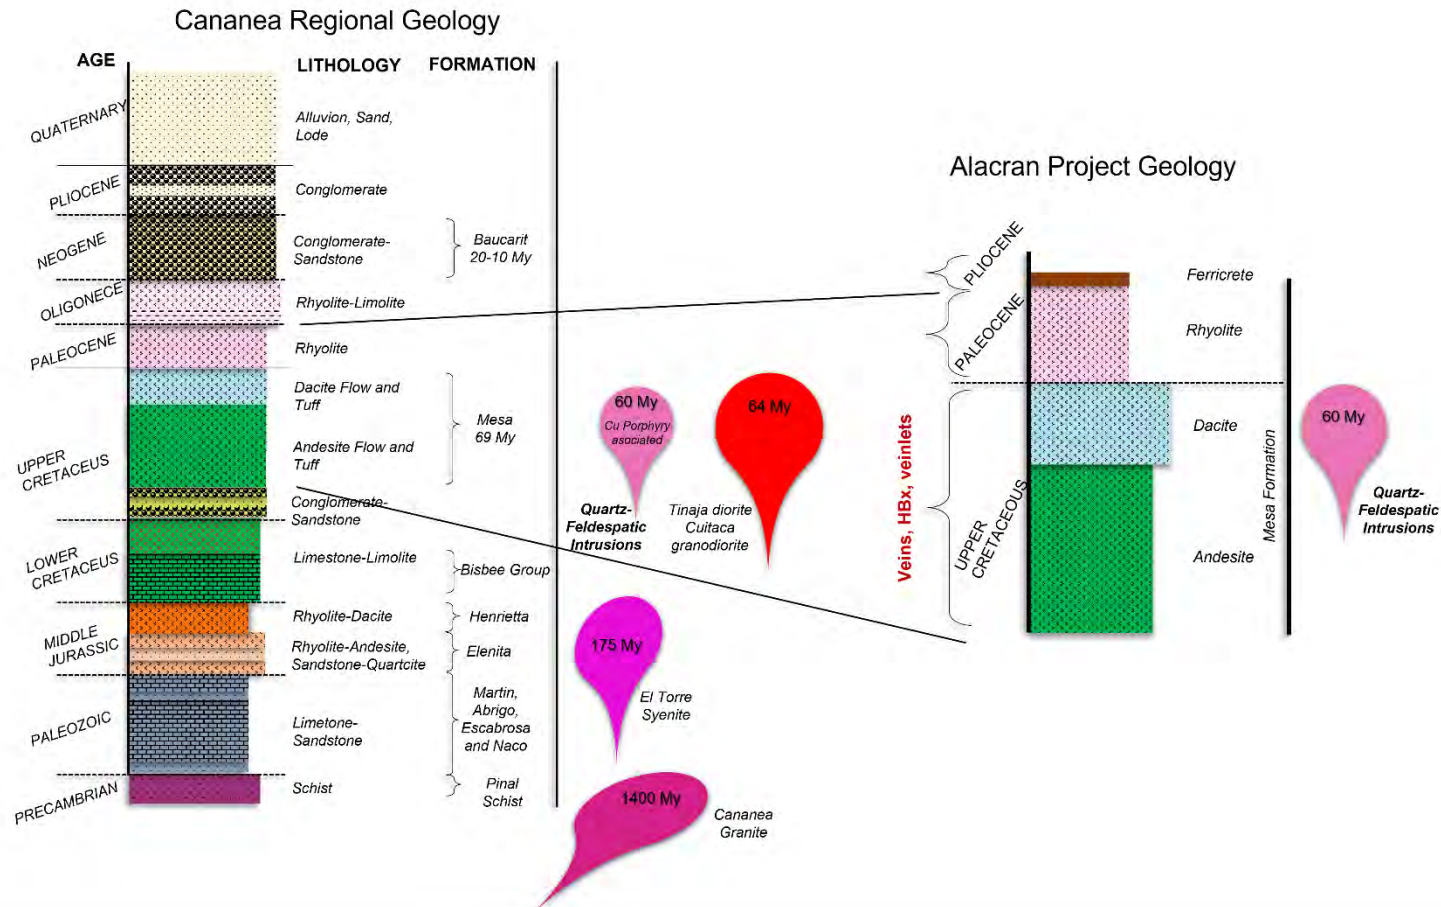 Cananea Regional Geology
AGE
LITHOLOGY
FORMATION
QUATERNARY
Alluvion, Sand,
Lode
PLIOCENE
Conglomerate
NEOGENE
Conglomerate-
Sandstone
Baucarit
20-10 My
OLIGONECE
Rhyolite-Limolite
PALEOCENE
Rhyolite
UPPER
CRETACEUS
Dacite Flow and
Tuff
Andesite Flow and
Tuff
Mesa
69 My
Conglomerate-
Sandstone
LOWER
CRETACEUS
Limestone-Limolite
Bisbee Group
MIDDLE
JURASSIC
Rhyolite-Dacite
Henrietta
Rhyolite-Andesite,
Sandstone-Quartcite
Elenita
PALEOZOIC
Limetone-
Sandstone
Martin,
Abrigo,
Escabrosa
and Naco
PRECAMBRIAN
Schist
Pinal
Schist
60 My
Cu Porphyry
asociated
Quartz-
Feldespatic
Intrusions
64 My
Tinaja diorite
Cuitaca
granodiorite
175 My
El Torre
Syenite
1400 My
Cananea
Granite
Alacran Project Geology
PLIOCENE
Ferricrete
PALEOCENE
Rhyolite
Veins, HBx, veinlets
UPPER
CRETACEOUS
Dacite
Andesite
Mesa Formation
60 My
Quartz-
Feldespatic
Intrusions